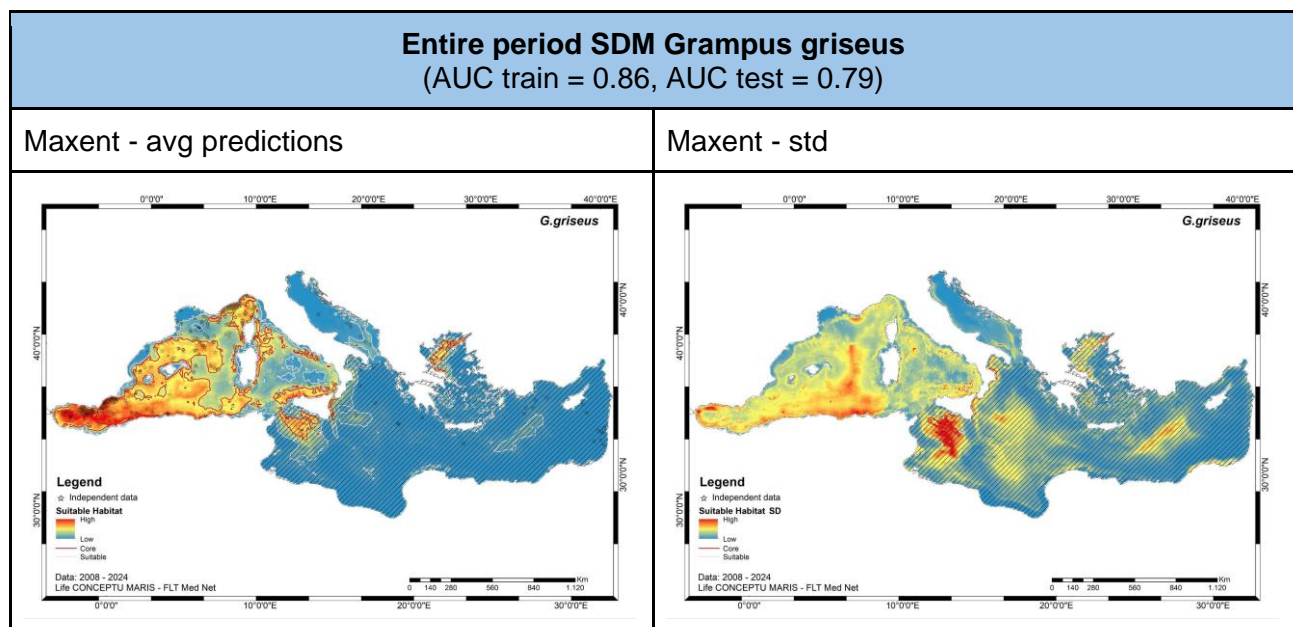 Entire period SDM Grampus griseus
(AUC train = 0.86, AUC test = 0.79)
Maxent - avg predictions
Maxent - std
0°0'0" 10°0'0"E 20°0'0"E 30°0'0"E 40°0'0"E
G.griseus
40°0'0"N
40°0'0"N
30°0'0"N
30°0'0"N
Legend
☆ Independent data
Suitable Habitat
High
Low
Core
Suitable
Data: 2008 - 2024
Life CONCEPTU MARIS - FLT Med Net
Km
0 140 280 560 840 1.120
0°0'0" 10°0'0"E 20°0'0"E 30°0'0"E
0°0'0"E 10°0'0"E 20°0'0"E 30°0'0"E 40°0'0"E
G.griseus
40°0'0"N
40°0'0"N
30°0'0"N
30°0'0"N
Legend
☆ Independent data
Suitable Habitat SD
High
Low
Core
Suitable
Data: 2008 - 2024
Life CONCEPTU MARIS - FLT Med Net
Km
0 140 280 560 840 1.120
0°0'0" 10°0'0"E 20°0'0"E 30°0'0"E